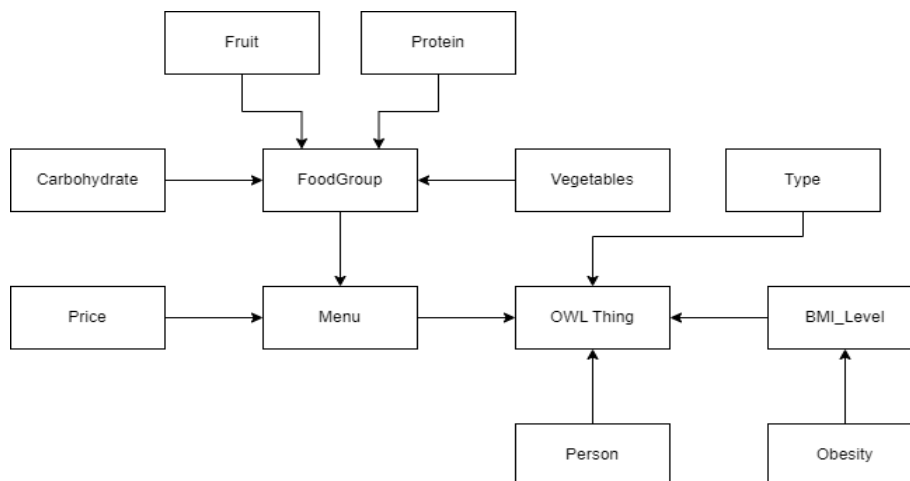 Fruit
Protein
Carbohydrate
FoodGroup
Vegetables
Type
Price
Menu
OWL Thing
BMI_Level
Person
Obesity